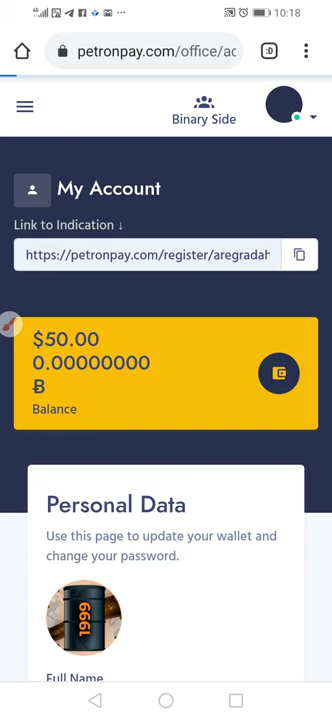 4G
10:18
petronpay.com/office/ac
:D
Binary Side
My Account
Link to Indication ↓
https://petronpay.com/register/aregradah
$50.00
0.00000000
Ƀ
Balance
Personal Data
Use this page to update your wallet and
change your password.
1999
Full Name